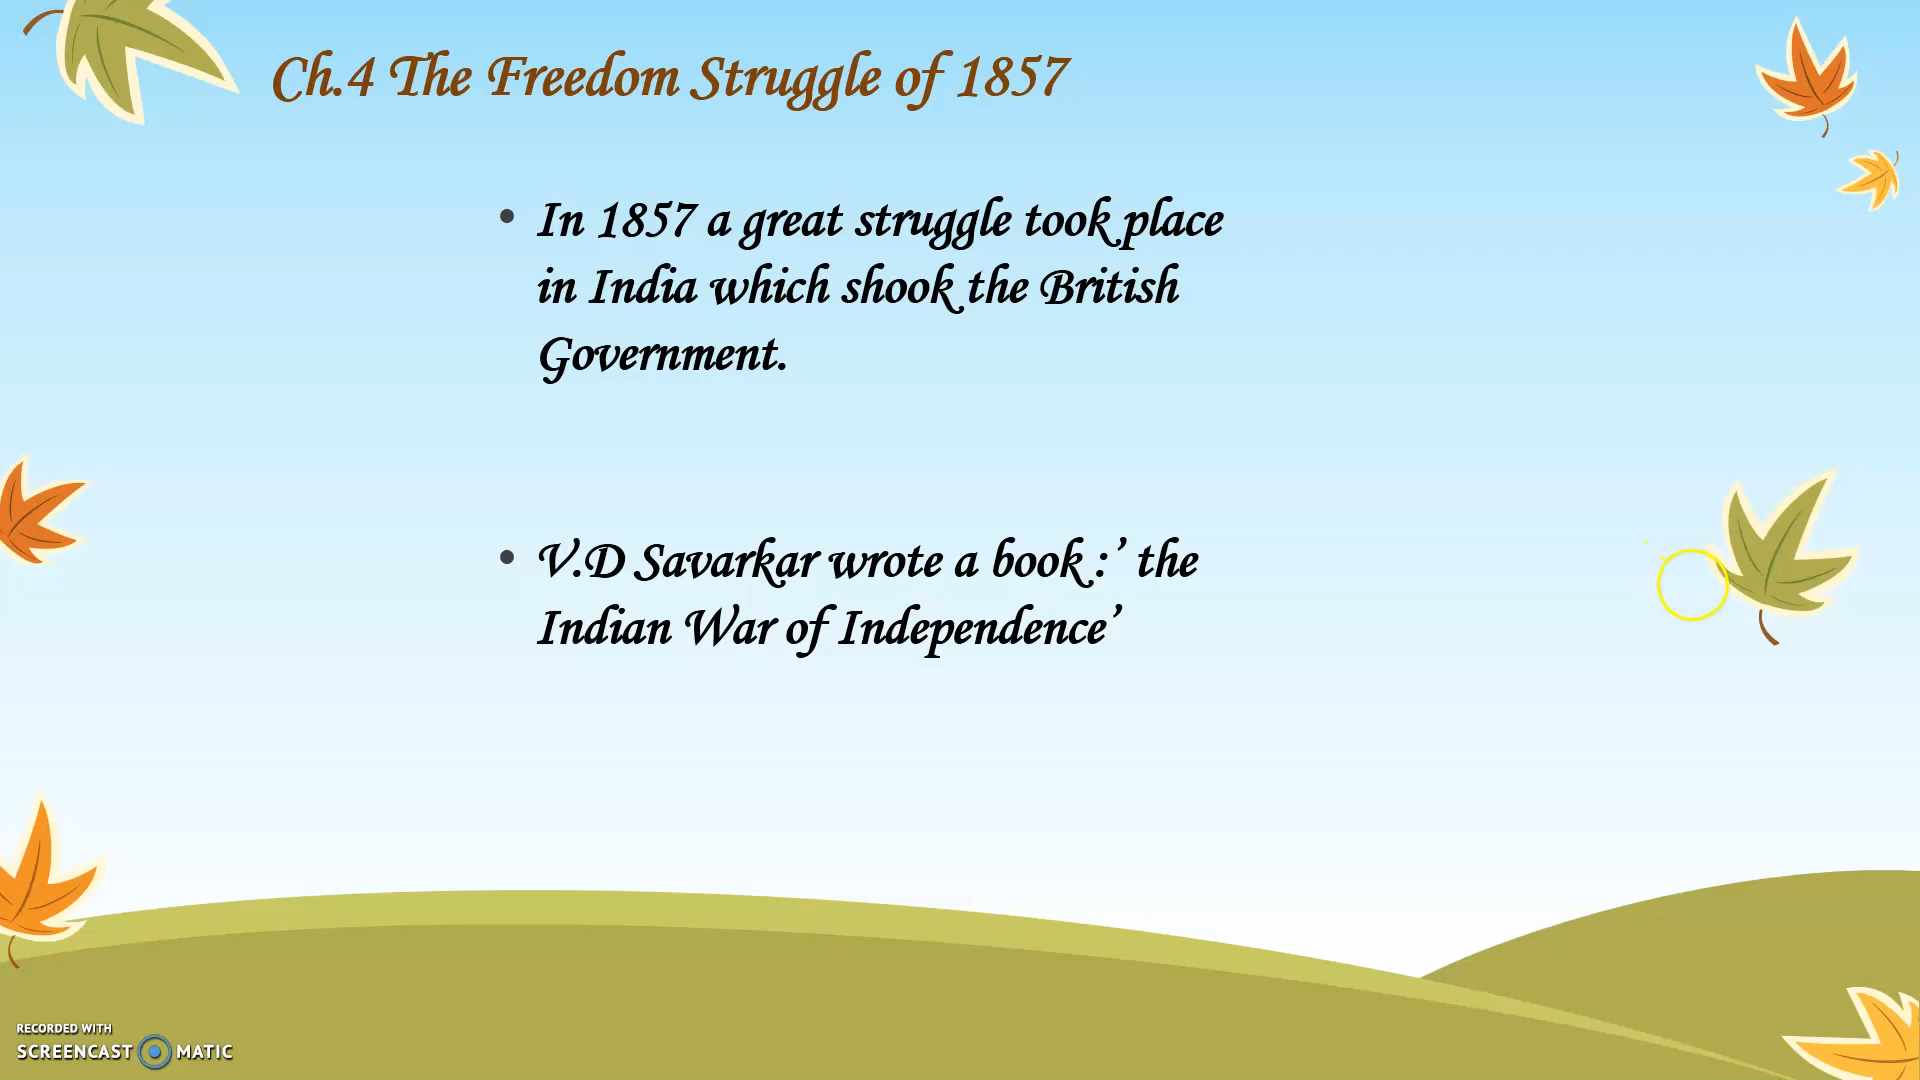 Ch.4 The Freedom Struggle of 1857
• In 1857 a great struggle took place
in India which shook the British
Government.
• V.D Savarkar wrote a book :’ the
Indian War of Independence’
RECORDED WITH
SCREENCAST MATIC